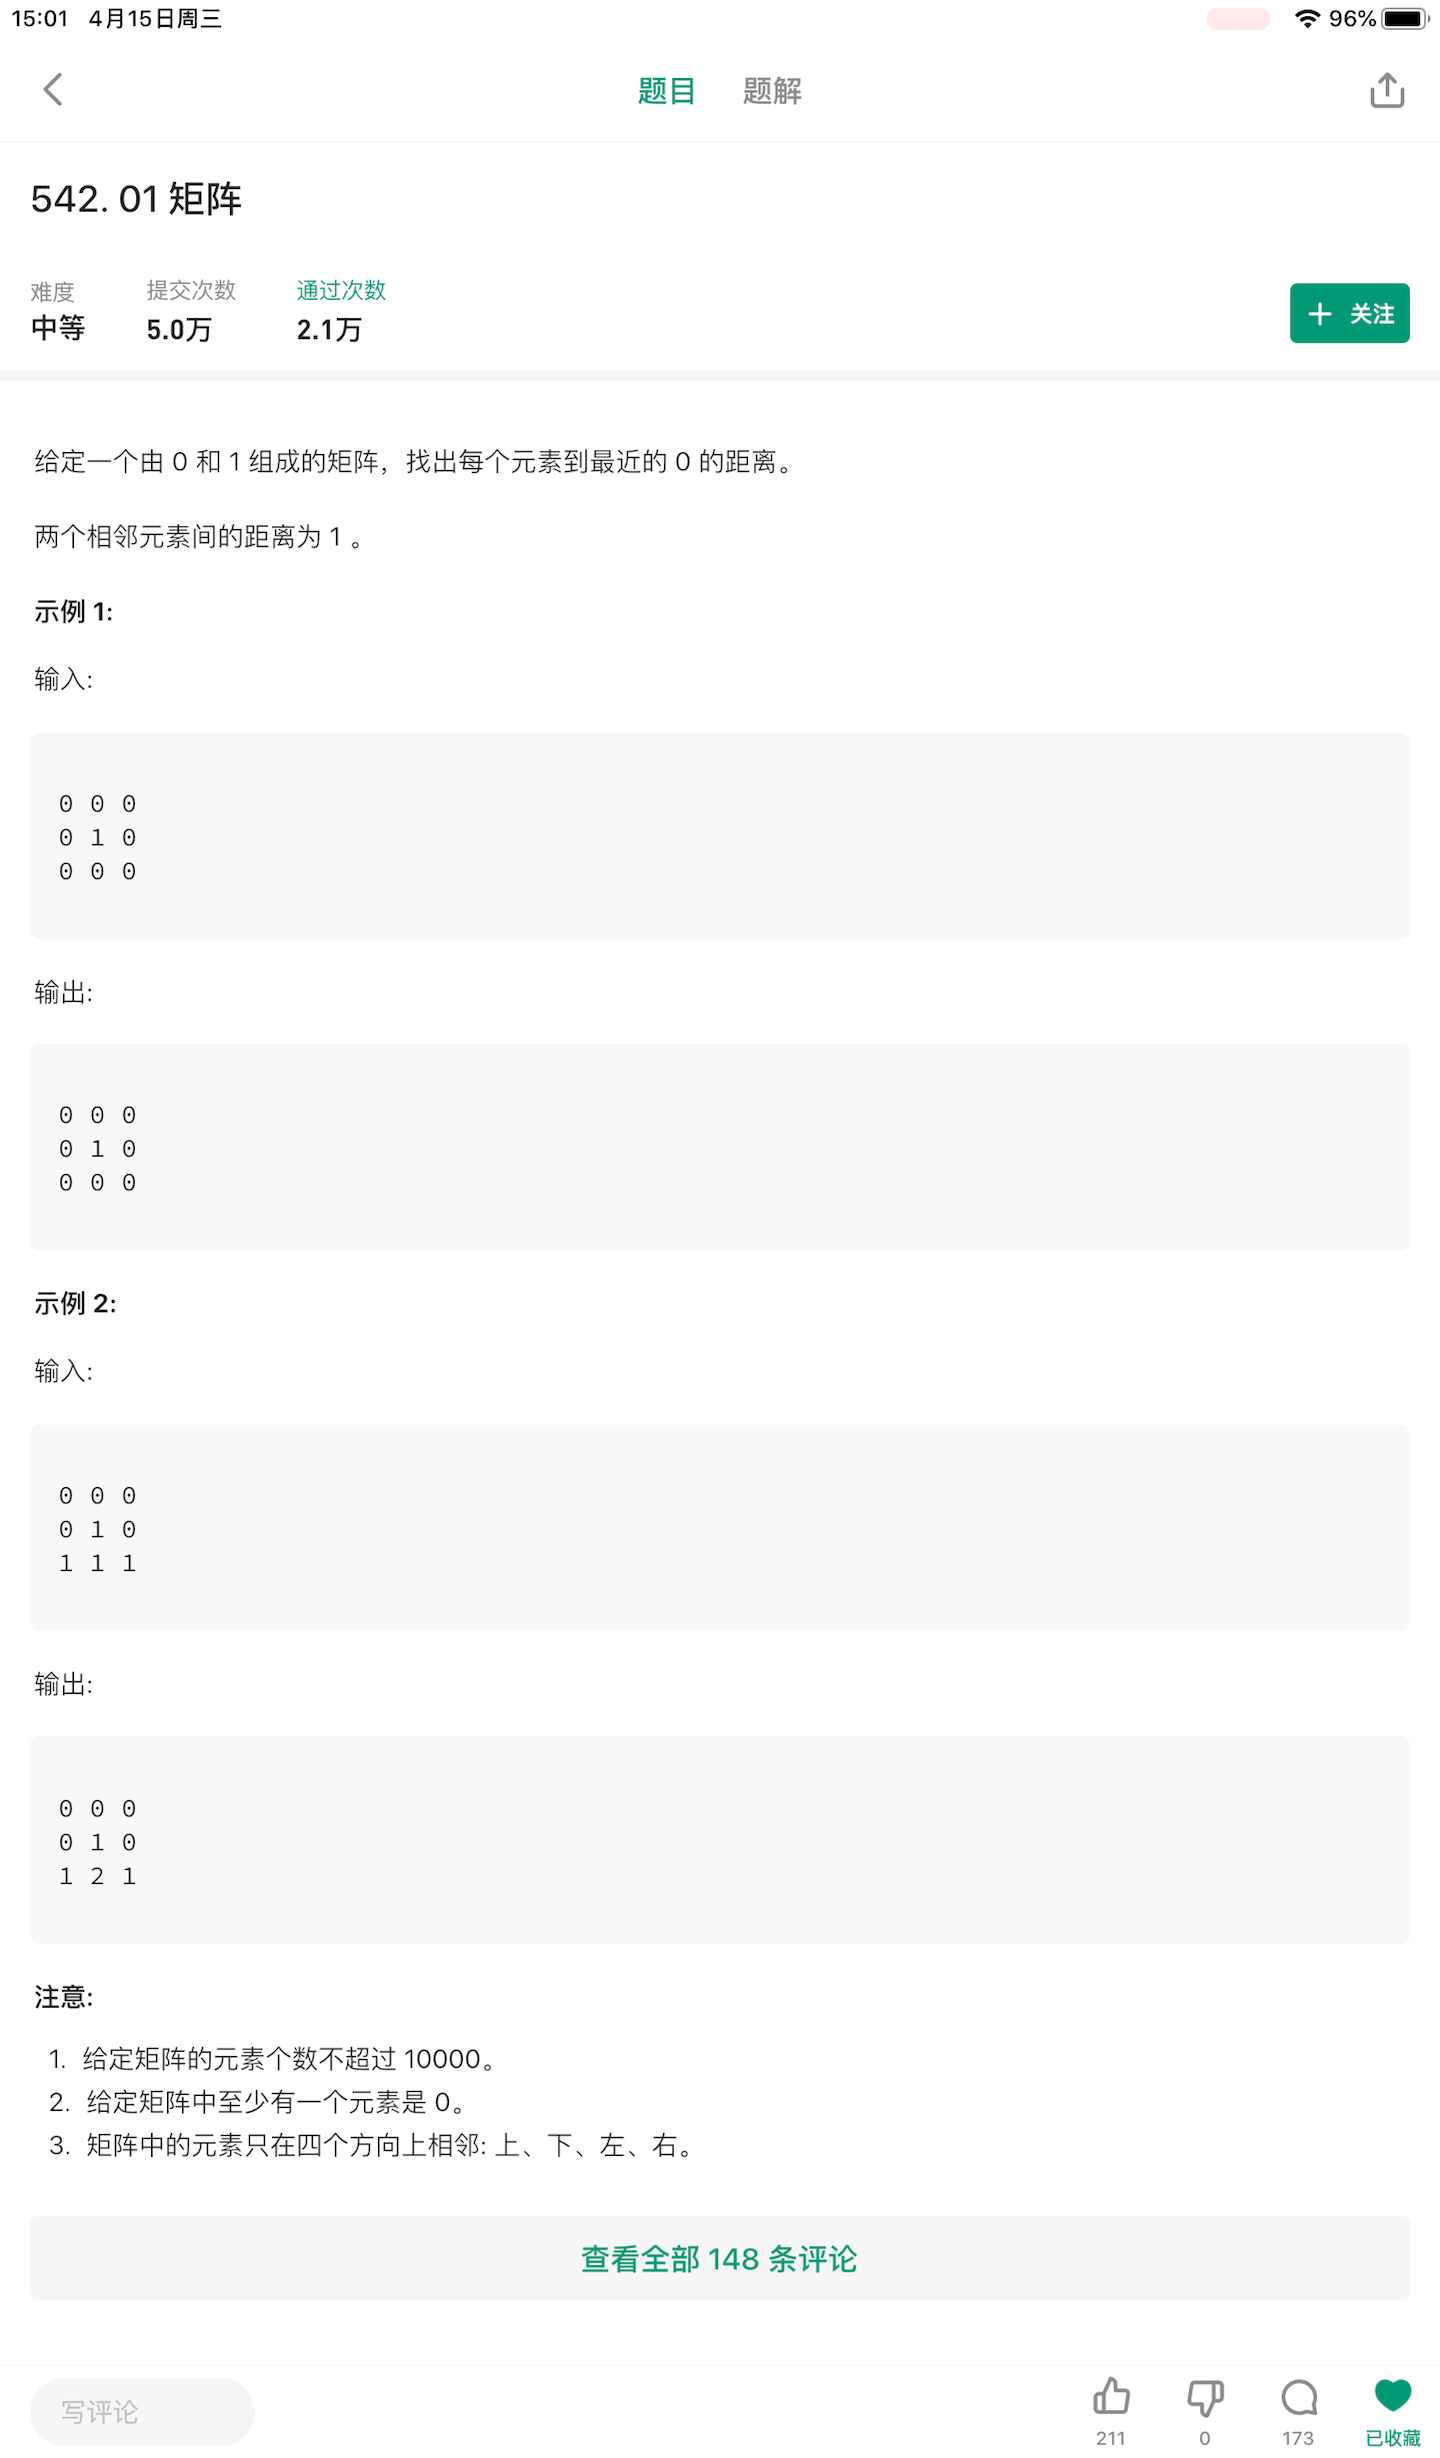 15:01 4月15日周三 96%
题目 题解
542. 01 矩阵
难度 提交次数 通过次数
中等 5.0万 2.1万
+ 关注
给定一个由 0 和 1 组成的矩阵，找出每个元素到最近的 0 的距离。
两个相邻元素间的距离为 1 。
示例 1:
输入:
0 0 0
0 1 0
0 0 0
输出:
0 0 0
0 1 0
0 0 0
示例 2:
输入:
0 0 0
0 1 0
1 1 1
输出:
0 0 0
0 1 0
1 2 1
注意:
1. 给定矩阵的元素个数不超过 10000。
2. 给定矩阵中至少有一个元素是 0。
3. 矩阵中的元素只在四个方向上相邻: 上、下、左、右。
查看全部 148 条评论
写评论
211 0 173 已收藏